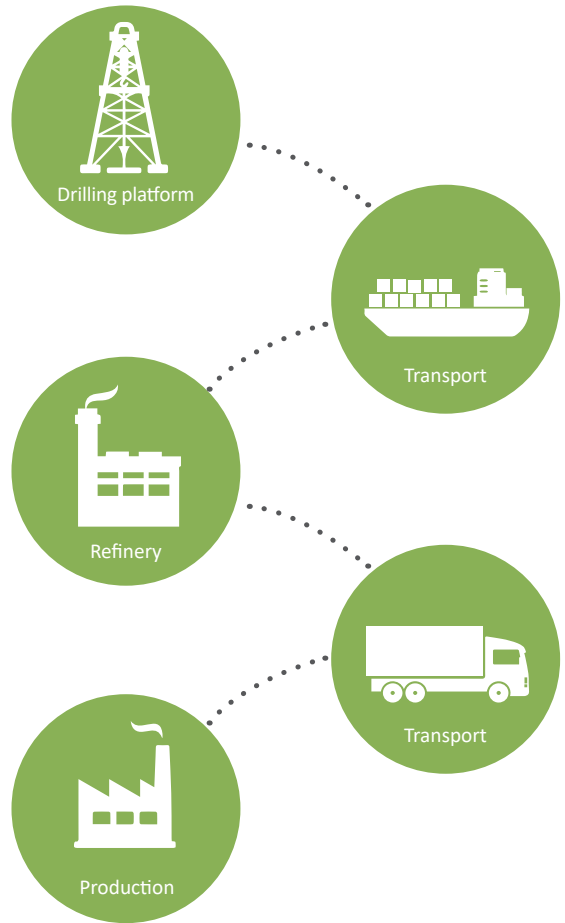 Drilling platform
Transport
Refinery
Transport
Production